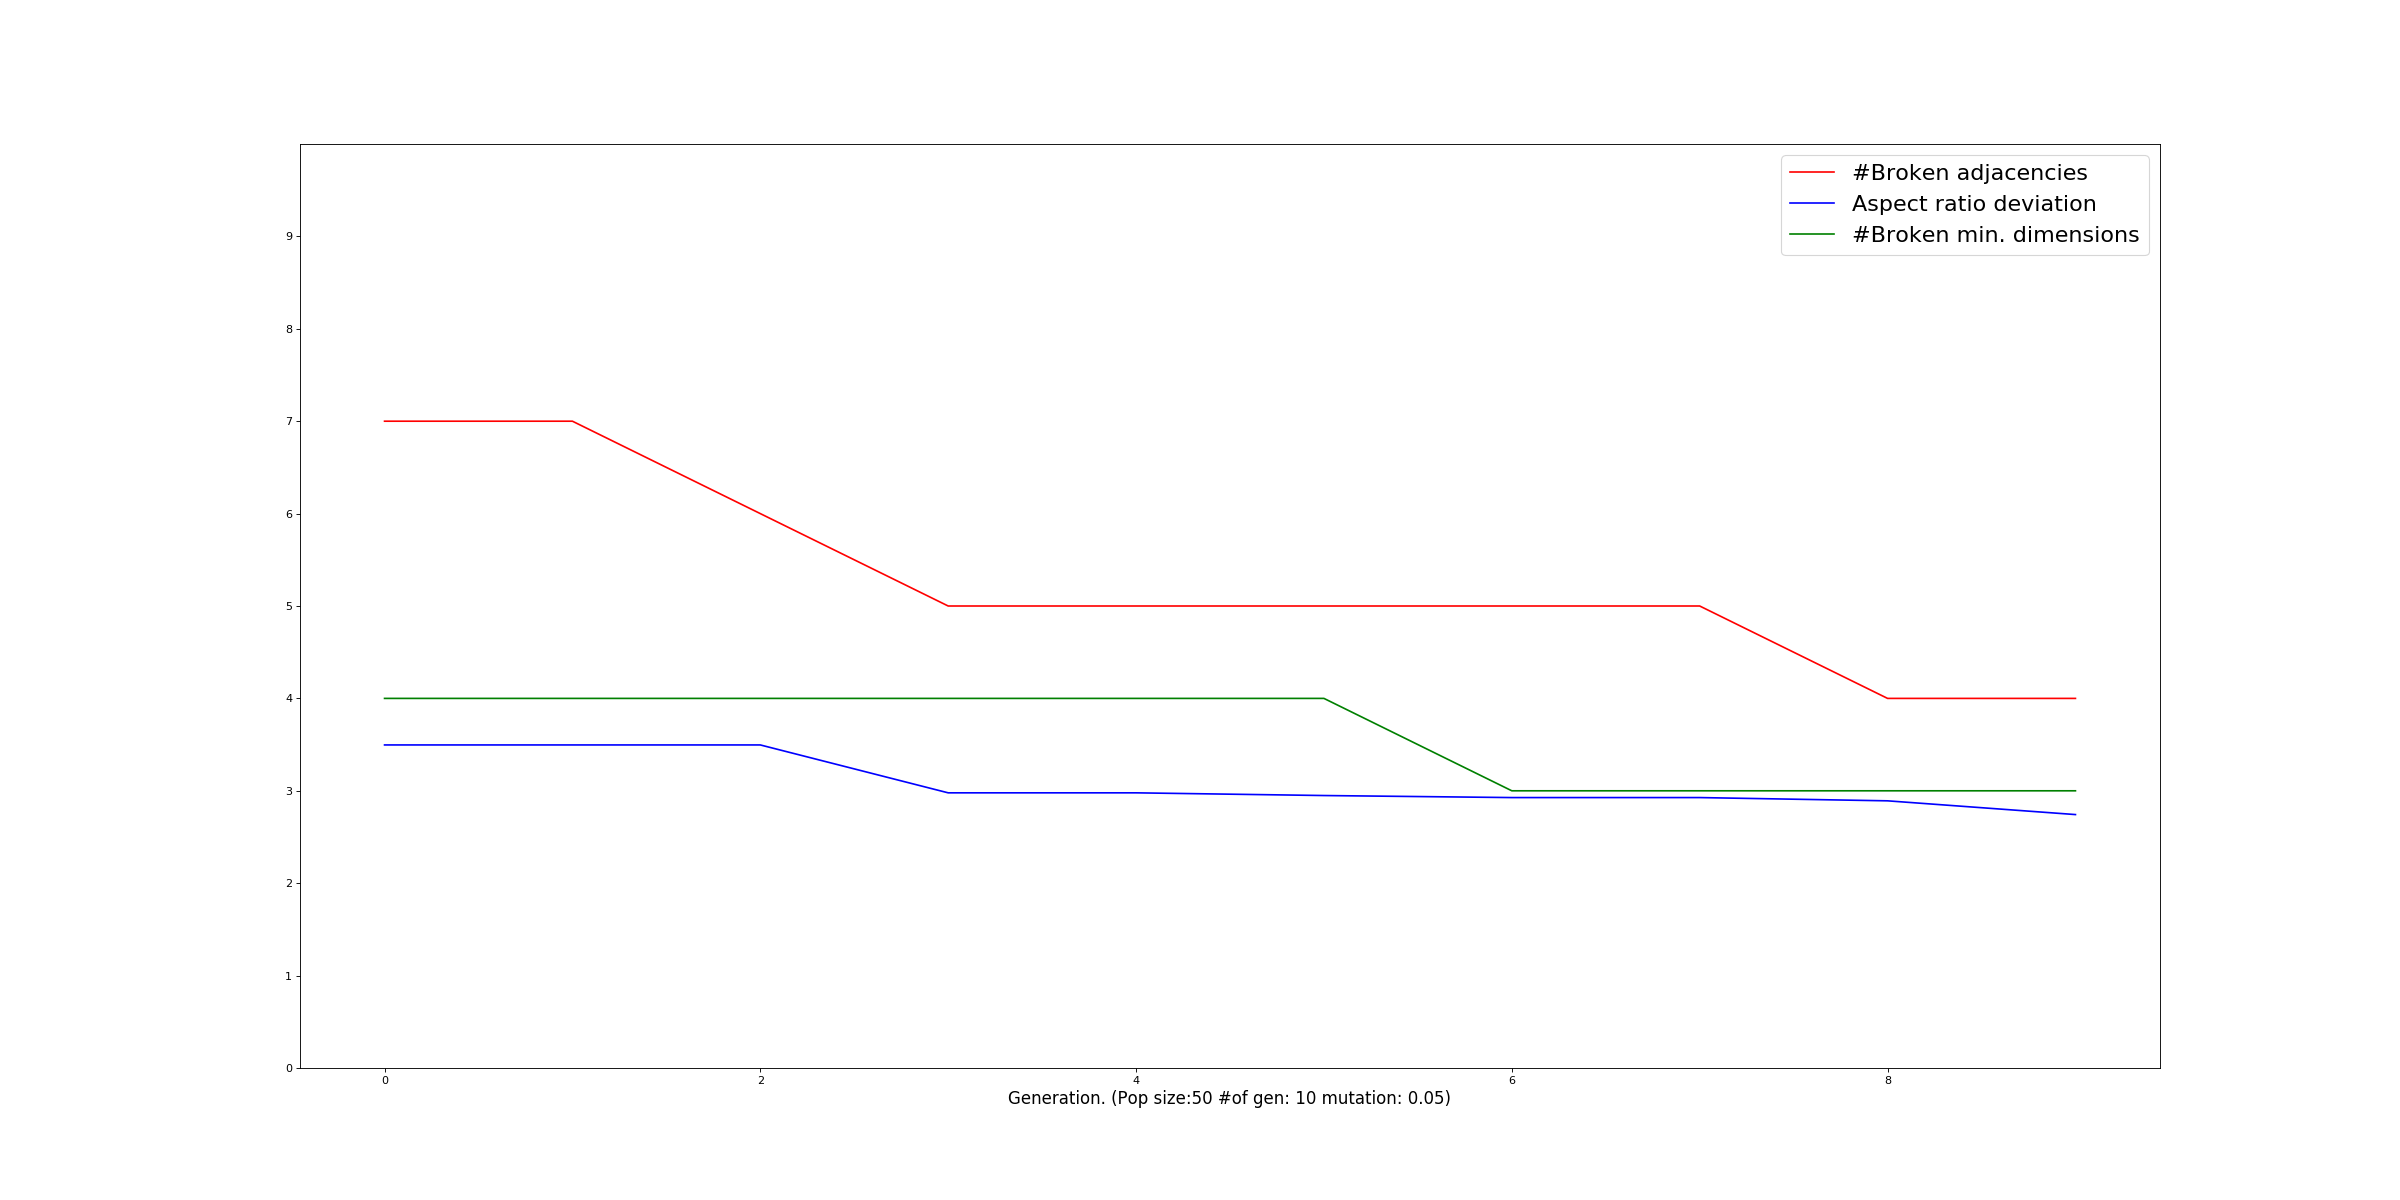 #Broken adjacencies
Aspect ratio deviation
#Broken min. dimensions
9
8
7
6
5
4
3
2
1
0
0 2 4 6 8
Generation. (Pop size:50 #of gen: 10 mutation: 0.05)